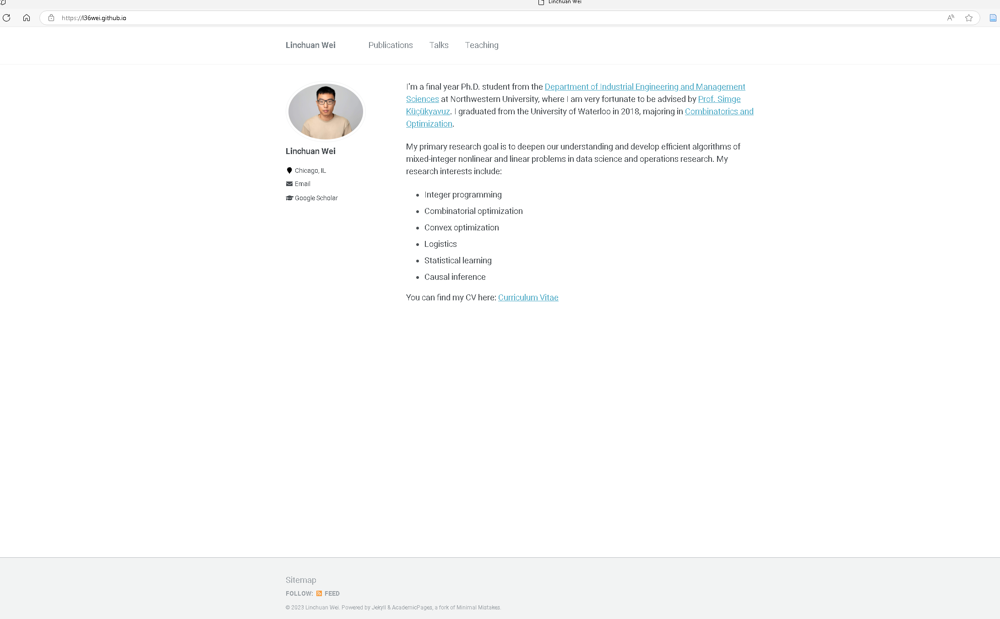 Linchuan Wei
https://l36wei.github.io
Linchuan Wei Publications Talks Teaching
Linchuan Wei
Chicago, IL
Email
Google Scholar
I'm a final year Ph.D. student from the Department of Industrial Engineering and Management
Sciences at Northwestern University, where I am very fortunate to be advised by Prof. Simge
Küçükyavuz. I graduated from the University of Waterloo in 2018, majoring in Combinatorics and
Optimization.
My primary research goal is to deepen our understanding and develop efficient algorithms of
mixed-integer nonlinear and linear problems in data science and operations research. My
research interests include:
• Integer programming
• Combinatorial optimization
• Convex optimization
• Logistics
• Statistical learning
• Causal inference
You can find my CV here: Curriculum Vitae
Sitemap
FOLLOW: FEED
© 2023 Linchuan Wei. Powered by Jekyll & AcademicPages, a fork of Minimal Mistakes.